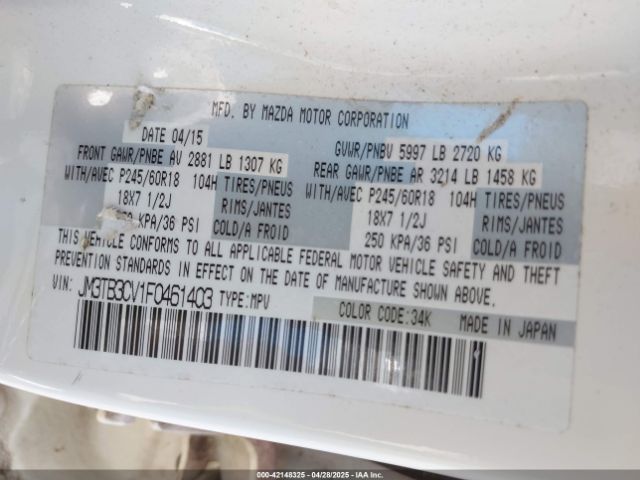 MFD. BY MAZDA MOTOR CORPORATION
DATE 04/15 GVWR/PNBV 5997 LB 2720 KG
FRONT GAWR/PNBE AV 2881 LB 1307 KG REAR GAWR/PNBE AR 3214 LB 1458 KG
WITH/AVEC P245/60R18 104H TIRES/PNEUS WITH/AVEC P245/60R18 104H TIRES/PNEUS
18X7 1/2J RIMS/JANTES 18X7 1/2J RIMS/JANTES
KPA/36 PSI COLD/A FROID 250 KPA/36 PSI COLD/A FROID
THIS VEHICLE CONFORMS TO ALL APPLICABLE FEDERAL MOTOR VEHICLE SAFETY AND THEFT
PREVENTION STANDARDS IN EFFECT ON THE DATE OF MANUFACTURE SHOWN ABOVE.
VIN: JM3TB3CV1F0461403 TYPE:MPV COLOR CODE:34K MADE IN JAPAN
000-42148325 - 04/28/2025 - IAAI.COM